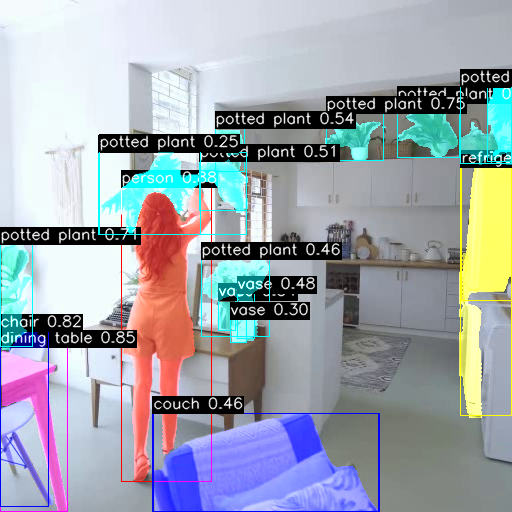 potted
potted plant 0
potted plant 0.75
potted plant 0.54
potted plant 0.25
plant 0.51
refrige
person 0.88
potted plant 0.71
potted plant 0.46
vase 0.48
vase 0.30
chair 0.82
dining table 0.85
couch 0.46